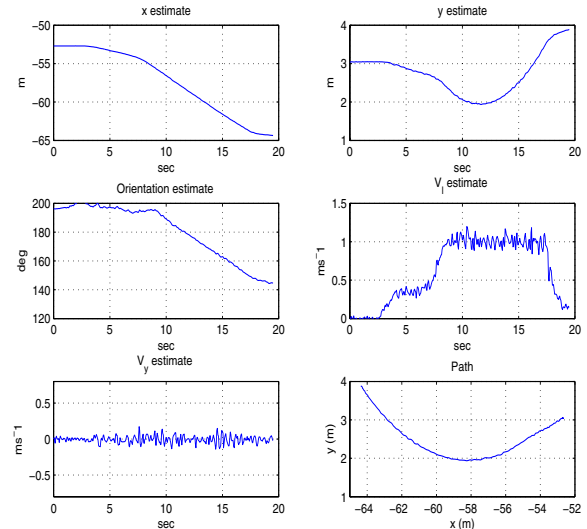 x estimate
y estimate
−50
−55
−60
−65
m
0 5 10 15 20
sec
4
3
2
1
m
0 5 10 15 20
sec
Orientation estimate
V_l estimate
200
180
160
140
120
deg
0 5 10 15 20
sec
1.5
1
0.5
0
ms−1
0 5 10 15 20
sec
V_y estimate
Path
0.5
0
−0.5
ms−1
0 5 10 15 20
sec
4
3
2
1
y (m)
−64 −62 −60 −58 −56 −54 −52
x (m)